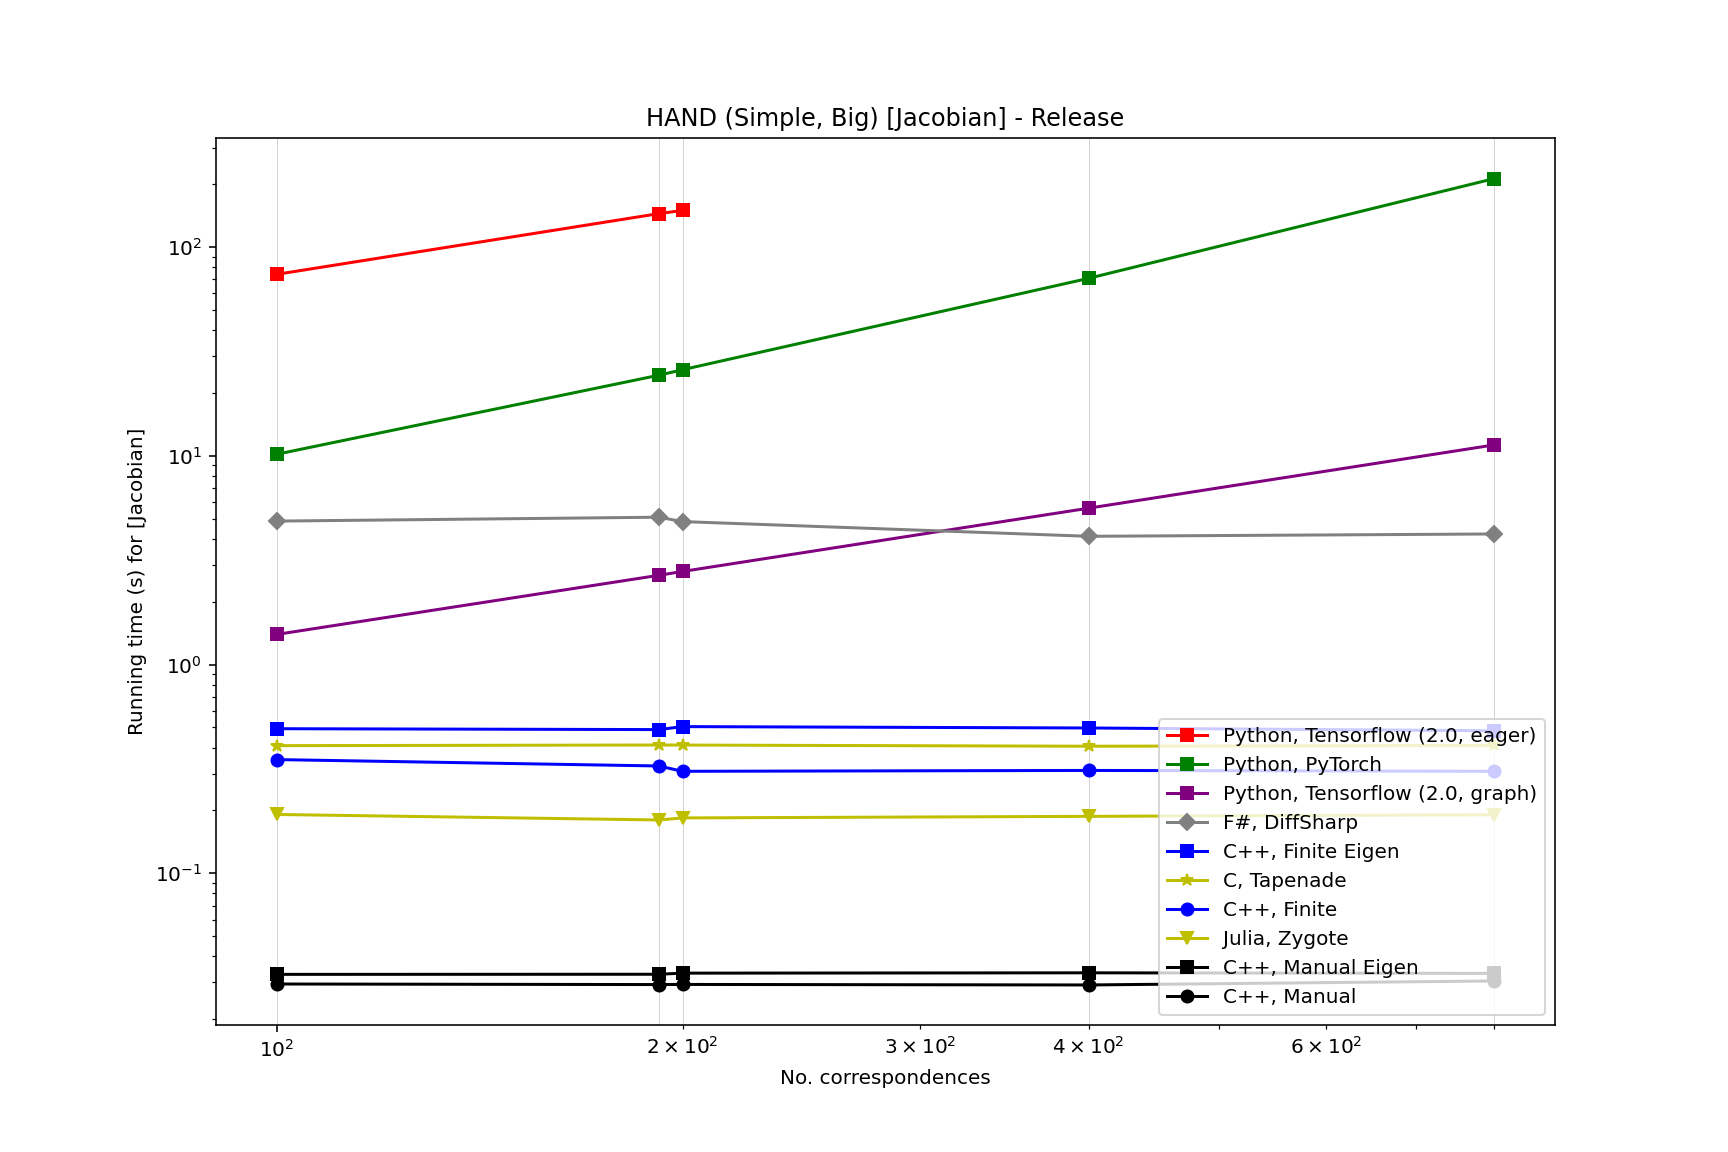 HAND (Simple, Big) [Jacobian] - Release
Running time (s) for [Jacobian]
10²
10¹
10⁰
10⁻¹
Python, Tensorflow (2.0, eager)
Python, PyTorch
Python, Tensorflow (2.0, graph)
F#, DiffSharp
C++, Finite Eigen
C, Tapenade
C++, Finite
Julia, Zygote
C++, Manual Eigen
C++, Manual
10² 2 × 10² 3 × 10² 4 × 10² 6 × 10²
No. correspondences